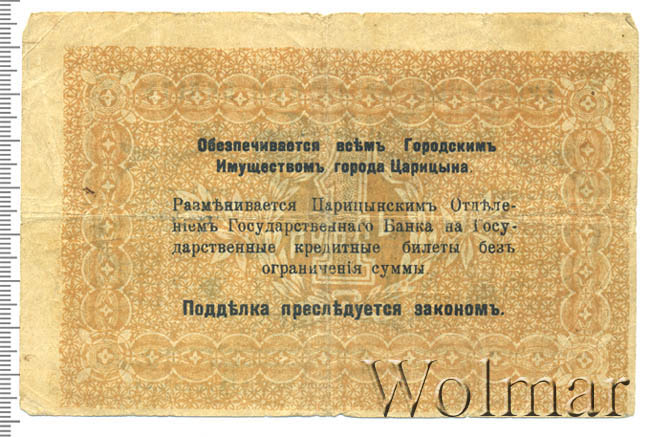 Обезпечивается всѣмъ Городскимъ
Имуществомъ города Царицына.
Размѣнивается Царицынскимъ Отдѣле-
ніемъ Государственнаго Банка на Госу-
дарственные кредитные билеты безъ
ограниченія суммы.
Поддѣлка преслѣдуется закономъ.
1
Wolmar